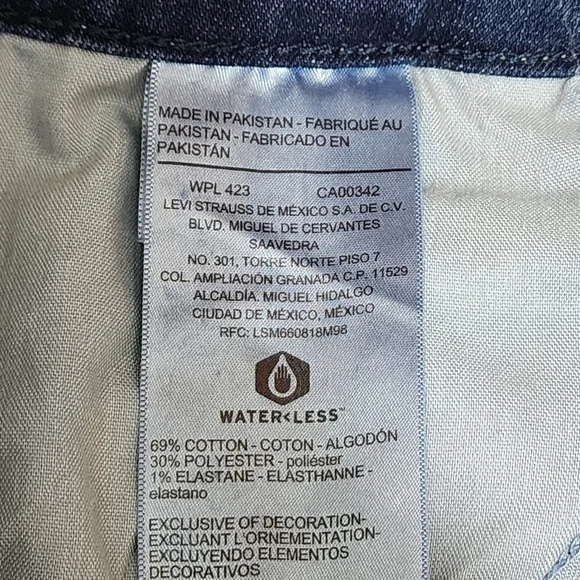 MADE IN PAKISTAN - FABRIQUÉ AU
PAKISTAN - FABRICADO EN
PAKISTÁN
WPL 423 CA00342
LEVI STRAUSS DE MÉXICO S.A. DE C.V.
BLVD. MIGUEL DE CERVANTES
SAAVEDRA
NO. 301, TORRE NORTE PISO 7
COL. AMPLIACIÓN GRANADA C.P. 11529
ALCALDÍA. MIGUEL HIDALGO
CIUDAD DE MÉXICO, MÉXICO
RFC: LSM660818M98
WATER<LESS™
69% COTTON - COTON - ALGODÓN
30% POLYESTER - poliéster
1% ELASTANE - ELASTHANNE -
elastano
EXCLUSIVE OF DECORATION-
EXCLUANT L'ORNEMENTATION-
EXCLUYENDO ELEMENTOS
DECORATIVOS